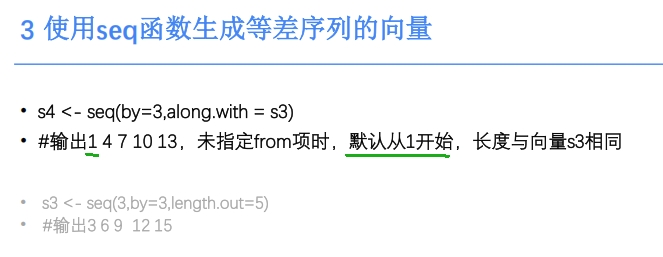 3 使用seq函数生成等差序列的向量
• s4 <- seq(by=3,along.with = s3)
• #输出1 4 7 10 13，未指定from项时，默认从1开始，长度与向量s3相同
• s3 <- seq(3,by=3,length.out=5)
• #输出3 6 9  12 15